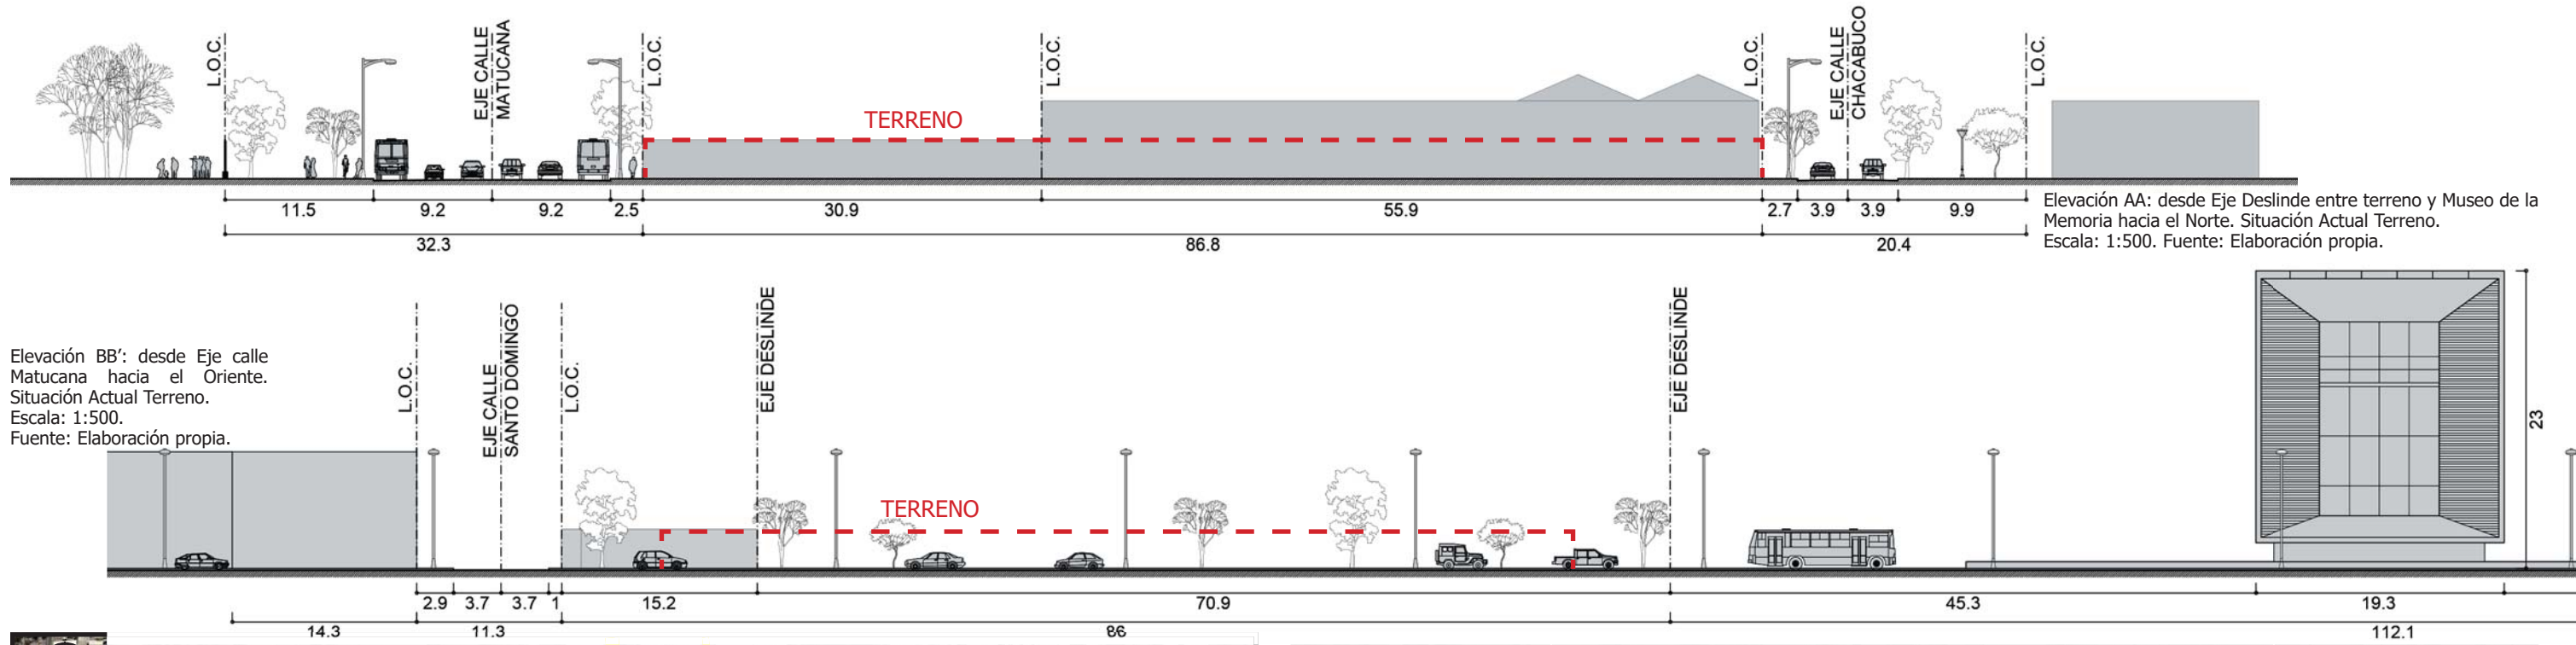 L.O.C.
EJE CALLE
MATUCANA
L.O.C.
L.O.C.
L.O.C.
EJE CALLE
CHACABUCO
L.O.C.
TERRENO
11.5 9.2 9.2 2.5 30.9 55.9 2.7 3.9 3.9 9.9
32.3 86.8 20.4
Elevación AA: desde Eje Deslinde entre terreno y Museo de la
Memoria hacia el Norte. Situación Actual Terreno.
Escala: 1:500. Fuente: Elaboración propia.
Elevación BB': desde Eje calle
Matucana hacia el Oriente.
Situación Actual Terreno.
Escala: 1:500.
Fuente: Elaboración propia.
L.O.C.
EJE CALLE
SANTO DOMINGO
L.O.C.
EJE DESLINDE
EJE DESLINDE
23
TERRENO
2.9 3.7 3.7 1 15.2 70.9 45.3 19.3
14.3 11.3 86 112.1